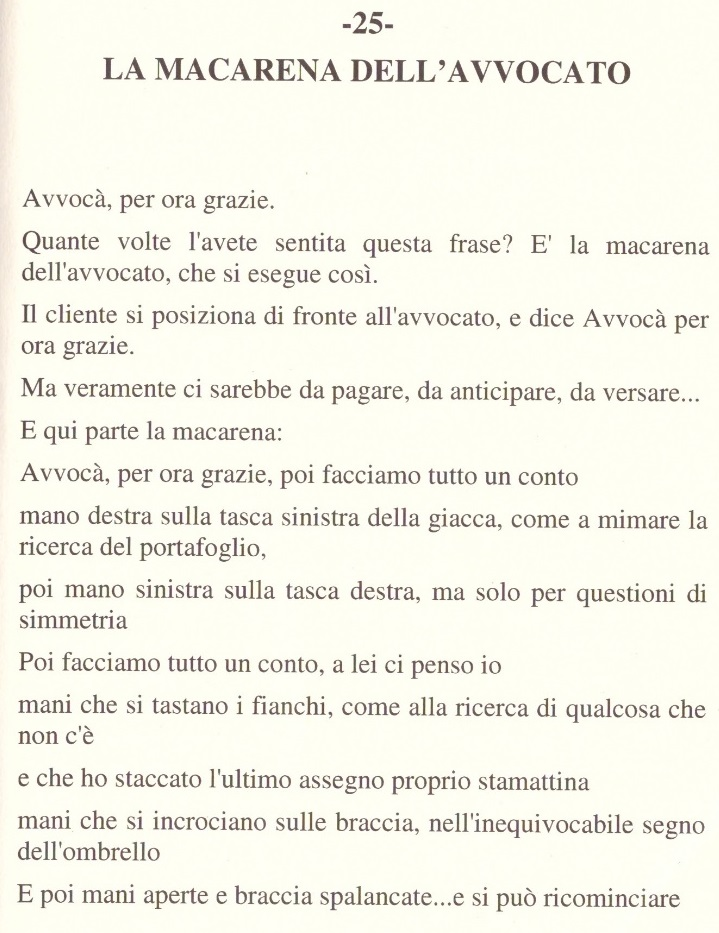 -25-
LA MACARENA DELL'AVVOCATO
Avvocà, per ora grazie.
Quante volte l'avete sentita questa frase? E' la macarena
dell'avvocato, che si esegue così.
Il cliente si posiziona di fronte all'avvocato, e dice Avvocà per
ora grazie.
Ma veramente ci sarebbe da pagare, da anticipare, da versare...
E qui parte la macarena:
Avvocà, per ora grazie, poi facciamo tutto un conto
mano destra sulla tasca sinistra della giacca, come a mimare la
ricerca del portafoglio,
poi mano sinistra sulla tasca destra, ma solo per questioni di
simmetria
Poi facciamo tutto un conto, a lei ci penso io
mani che si tastano i fianchi, come alla ricerca di qualcosa che
non c'è
e che ho staccato l'ultimo assegno proprio stamattina
mani che si incrociano sulle braccia, nell'inequivocabile segno
dell'ombrello
E poi mani aperte e braccia spalancate...e si può ricominciare